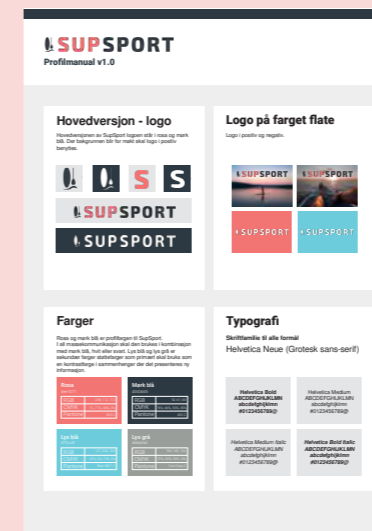 SUPSPORT
Profilmanual v1.0
Hovedversjon - logo
Hovedversjonen av SupSport logoen står i rosa og mørk
blå. Der bakgrunnen blir for mørkt skal logo i positiv
benyttes.
S S
SUPSPORT
SUPSPORT
Logo på farget flate
Logo i positiv og negativ.
SUPSPORT SUPSPORT
SUPSPORT SUPSPORT
Farger
Rosa og mørk blå er profilfargen til SupSport.
I all massekommunikasjon skal den brukes i kombinasjon
med mørk blå, hvit eller svart. Lys blå og lys grå er
sekundær farger støttefarger som primært skal bruks som
en kontrastfarge i sammenhenger der det presenteres ny
informasjon.
Rosa
RGB
CMYK
Pantone
Mørk blå
RGB
CMYK
Pantone
Lys blå
RGB
CMYK
Pantone
Lys grå
RGB
CMYK
Pantone
Typografi
Skriftfamilie til alle formål
Helvetica Neue (Grotesk sans-serif)
Helvetica Bold
ABCDEFGHIJKLMN
abcdefghijklmn
#0123456789@
Helvetica Medium
ABCDEFGHIJKLMN
abcdefghijklmn
#0123456789@
Helvetica Medium Italic
ABCDEFGHIJKLMN
abcdefghijklmn
#0123456789@
Helvetica Bold Italic
ABCDEFGHIJKLMN
abcdefghijklmn
#0123456789@